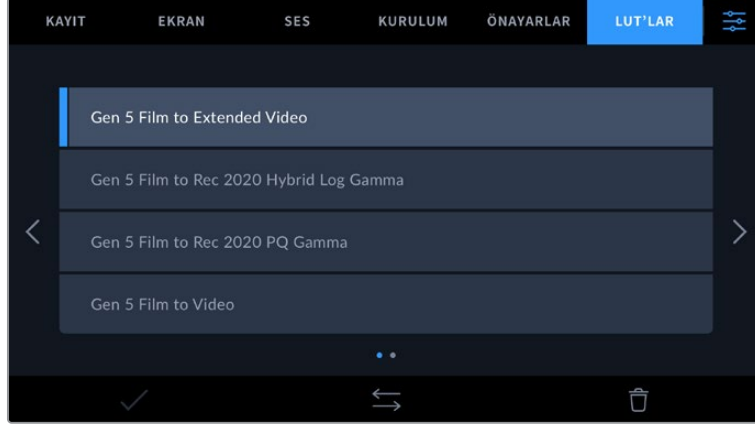 KAYIT
EKRAN
SES
KURULUM
ÖNAYARLAR
LUT’LAR
Gen 5 Film to Extended Video
Gen 5 Film to Rec 2020 Hybrid Log Gamma
Gen 5 Film to Rec 2020 PQ Gamma
Gen 5 Film to Video